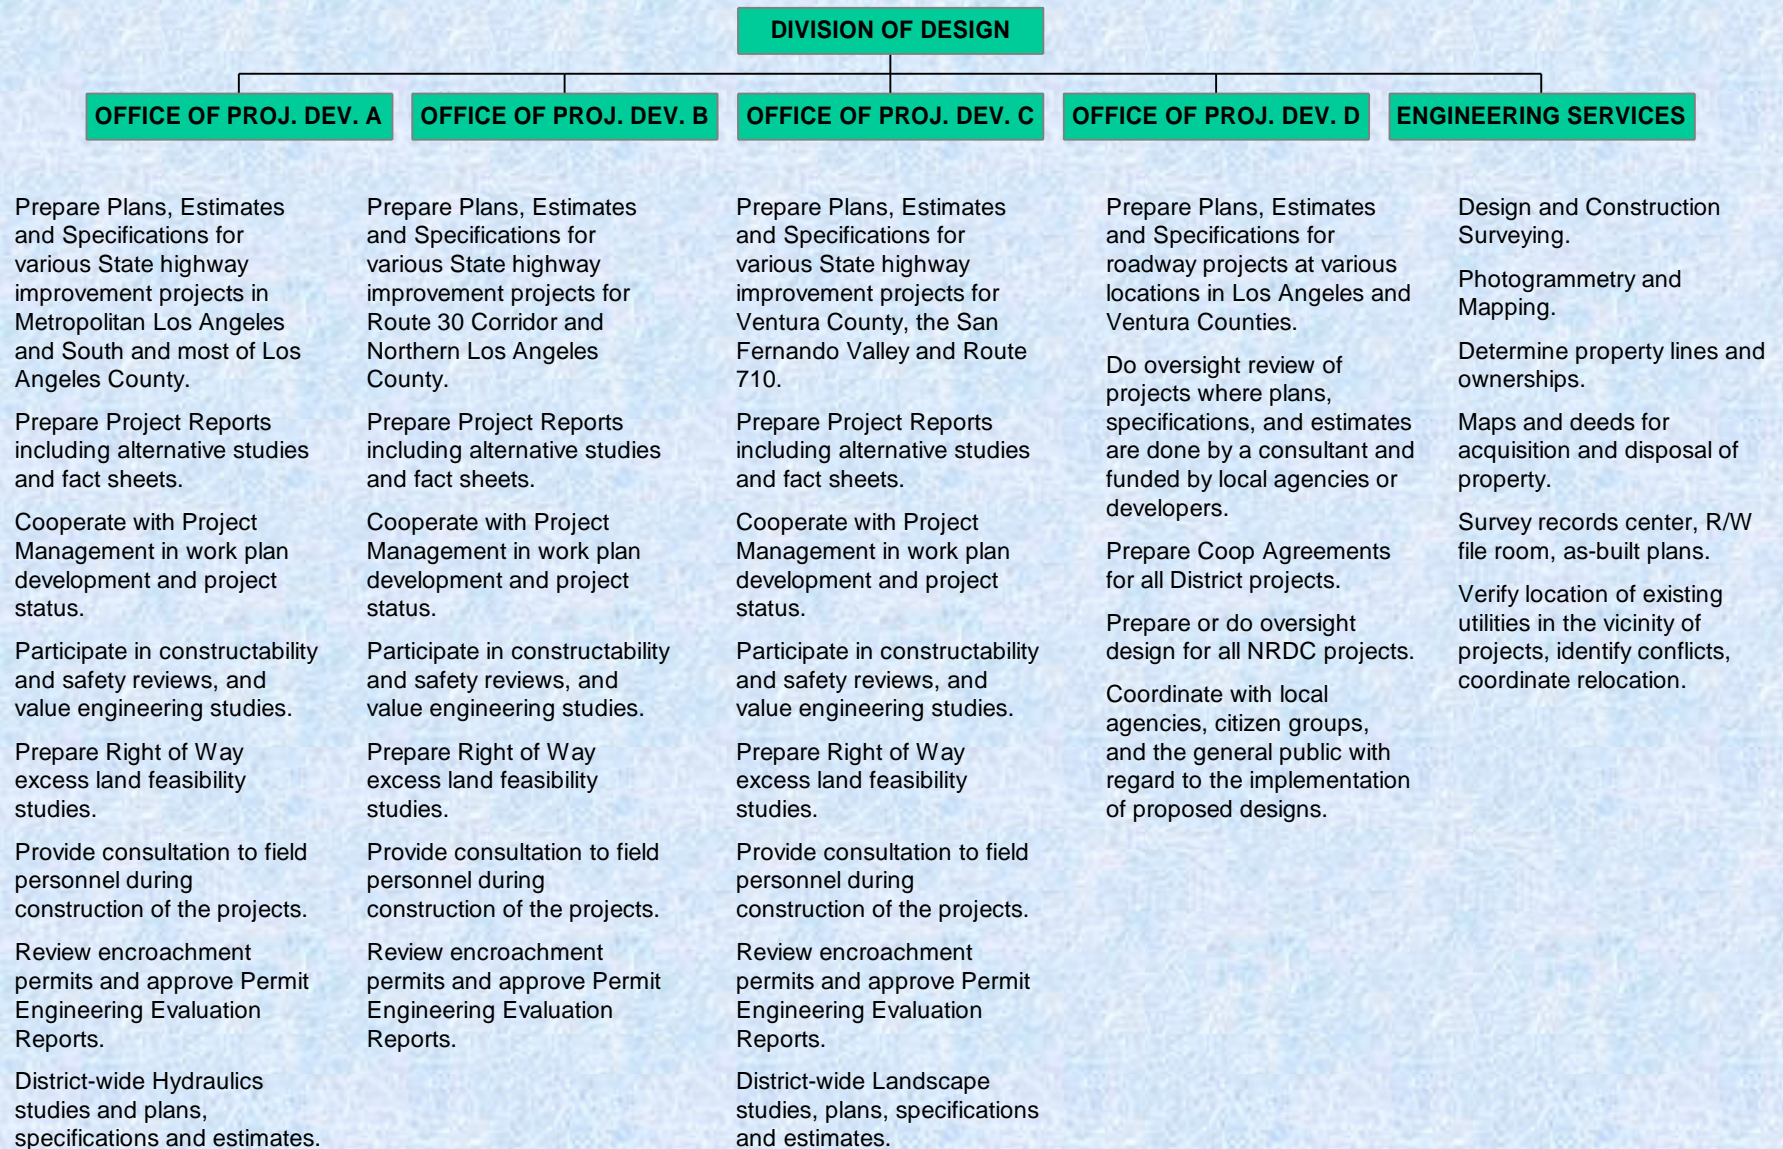 DIVISION OF DESIGN
OFFICE OF PROJ. DEV. A
OFFICE OF PROJ. DEV. B
OFFICE OF PROJ. DEV. C
OFFICE OF PROJ. DEV. D
ENGINEERING SERVICES
Prepare Plans, Estimates
and Specifications for
various State highway
improvement projects in
Metropolitan Los Angeles
and South and most of Los
Angeles County.
Prepare Project Reports
including alternative studies
and fact sheets.
Cooperate with Project
Management in work plan
development and project
status.
Participate in constructability
and safety reviews, and
value engineering studies.
Prepare Right of Way
excess land feasibility
studies.
Provide consultation to field
personnel during
construction of the projects.
Review encroachment
permits and approve Permit
Engineering Evaluation
Reports.
District-wide Hydraulics
studies and plans,
specifications and estimates.
Prepare Plans, Estimates
and Specifications for
various State highway
improvement projects for
Route 30 Corridor and
Northern Los Angeles
County.
Prepare Project Reports
including alternative studies
and fact sheets.
Cooperate with Project
Management in work plan
development and project
status.
Participate in constructability
and safety reviews, and
value engineering studies.
Prepare Right of Way
excess land feasibility
studies.
Provide consultation to field
personnel during
construction of the projects.
Review encroachment
permits and approve Permit
Engineering Evaluation
Reports.
Prepare Plans, Estimates
and Specifications for
various State highway
improvement projects for
Ventura County, the San
Fernando Valley and Route
710.
Prepare Project Reports
including alternative studies
and fact sheets.
Cooperate with Project
Management in work plan
development and project
status.
Participate in constructability
and safety reviews, and
value engineering studies.
Prepare Right of Way
excess land feasibility
studies.
Provide consultation to field
personnel during
construction of the projects.
Review encroachment
permits and approve Permit
Engineering Evaluation
Reports.
District-wide Landscape
studies, plans, specifications
and estimates.
Prepare Plans, Estimates
and Specifications for
roadway projects at various
locations in Los Angeles and
Ventura Counties.
Do oversight review of
projects where plans,
specifications, and estimates
are done by a consultant and
funded by local agencies or
developers.
Prepare Coop Agreements
for all District projects.
Prepare or do oversight
design for all NRDC projects.
Coordinate with local
agencies, citizen groups,
and the general public with
regard to the implementation
of proposed designs.
Design and Construction
Surveying.
Photogrammetry and
Mapping.
Determine property lines and
ownerships.
Maps and deeds for
acquisition and disposal of
property.
Survey records center, R/W
file room, as-built plans.
Verify location of existing
utilities in the vicinity of
projects, identify conflicts,
coordinate relocation.